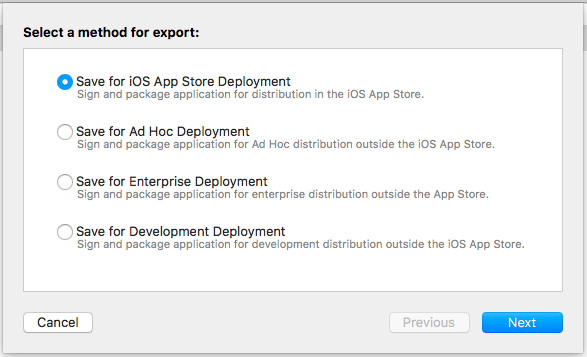 Select a method for export:
Save for iOS App Store Deployment
Sign and package application for distribution in the iOS App Store.
Save for Ad Hoc Deployment
Sign and package application for Ad Hoc distribution outside the iOS App Store.
Save for Enterprise Deployment
Sign and package application for enterprise distribution outside the App Store.
Save for Development Deployment
Sign and package application for development distribution outside the iOS App Store.
Cancel Previous Next